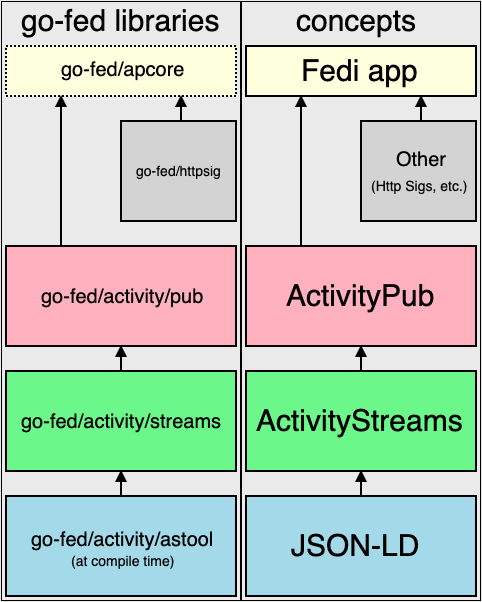 go-fed libraries
go-fed/apcore
go-fed/httpsig
go-fed/activity/pub
go-fed/activity/streams
go-fed/activity/astool
(at compile time)
concepts
Fedi app
Other
(Http Sigs, etc.)
ActivityPub
ActivityStreams
JSON-LD